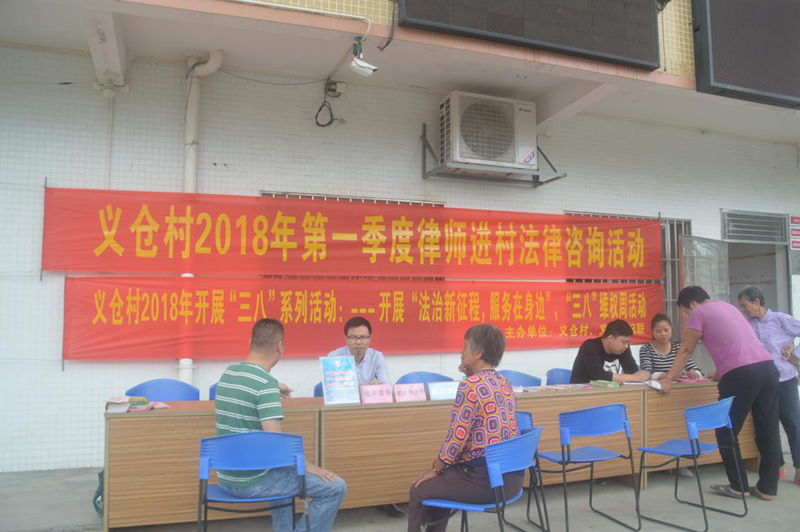 义仓村2018年第一季度律师进村法律咨询活动
义仓村2018年开展“三八”系列活动：---开展“法治新征程，服务在身边”，“三八”维权周活动
主办单位：义仓村、